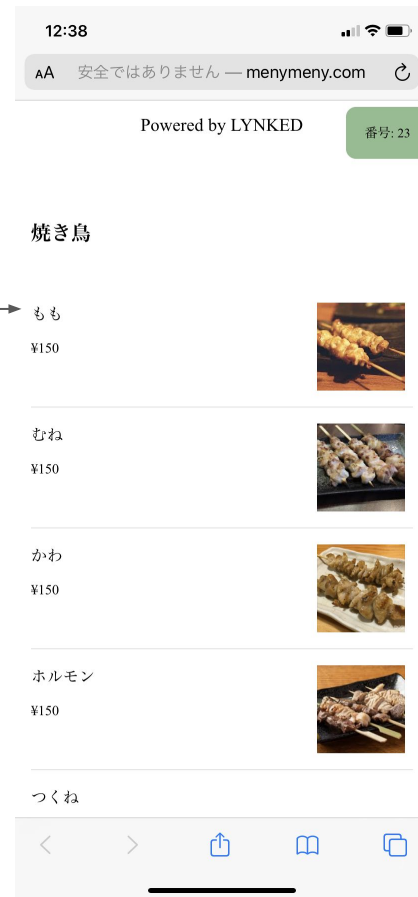 12:38
AA 安全ではありません — menymeny.com
Powered by LYNKED
番号: 23
焼き鳥
もも
¥150
むね
¥150
かわ
¥150
ホルモン
¥150
つくね